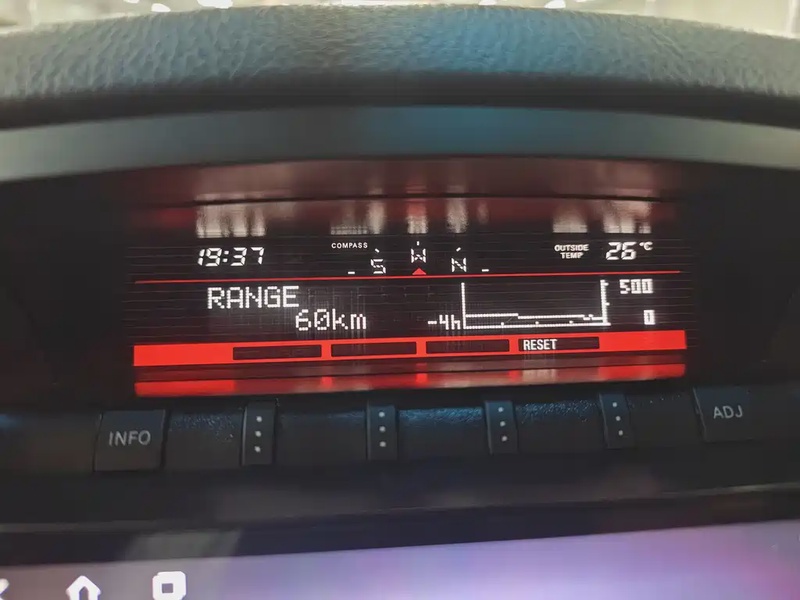 19:37 COMPASS S W N OUTSIDE TEMP 26°C
RANGE 500
60km -4h 0
RESET
INFO ADJ